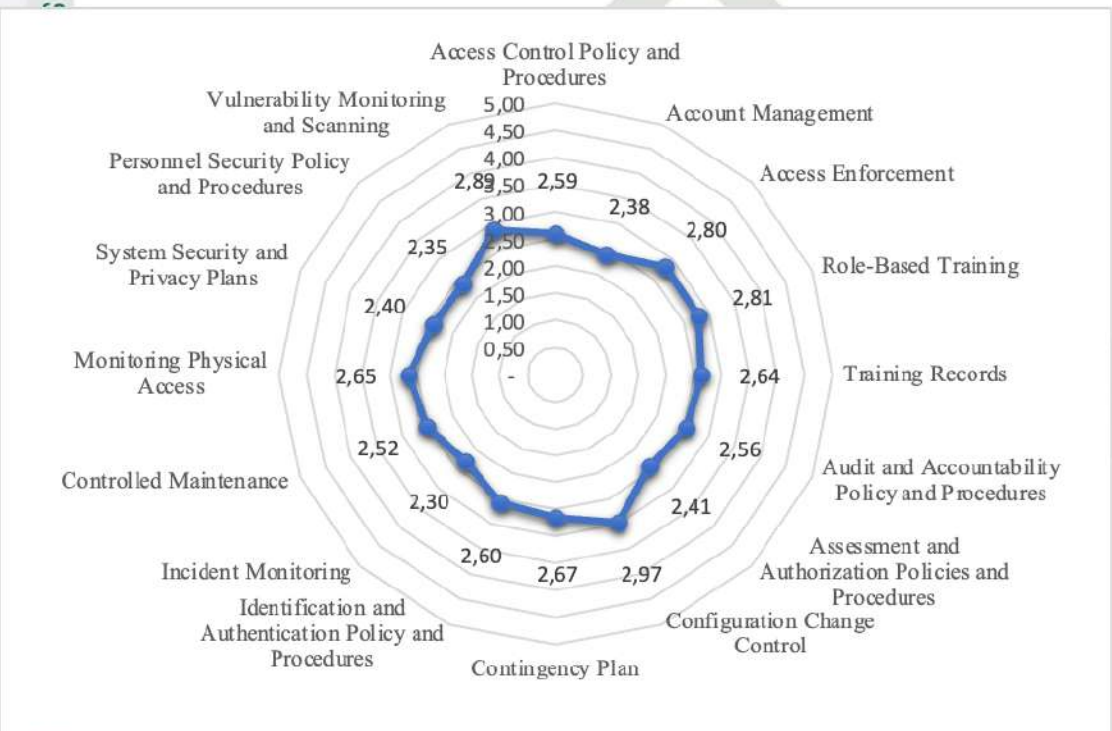 Access Control Policy and
Procedures
Account Management
Access Enforcement
Role-Based Training
Training Records
Audit and Accountability
Policy and Procedures
Assessment and
Authorization Policies and
Procedures
Configuration Change
Control
Contingency Plan
Identification and
Authentication Policy and
Procedures
Incident Monitoring
Controlled Maintenance
Monitoring Physical
Access
System Security and
Privacy Plans
Personnel Security Policy
and Procedures
Vulnerability Monitoring
and Scanning
5,00
4,50
4,00
3,50
3,00
2,50
2,00
1,50
1,00
0,50
-
2,59
2,38
2,80
2,81
2,64
2,56
2,41
2,97
2,67
2,60
2,30
2,52
2,65
2,40
2,35
2,89